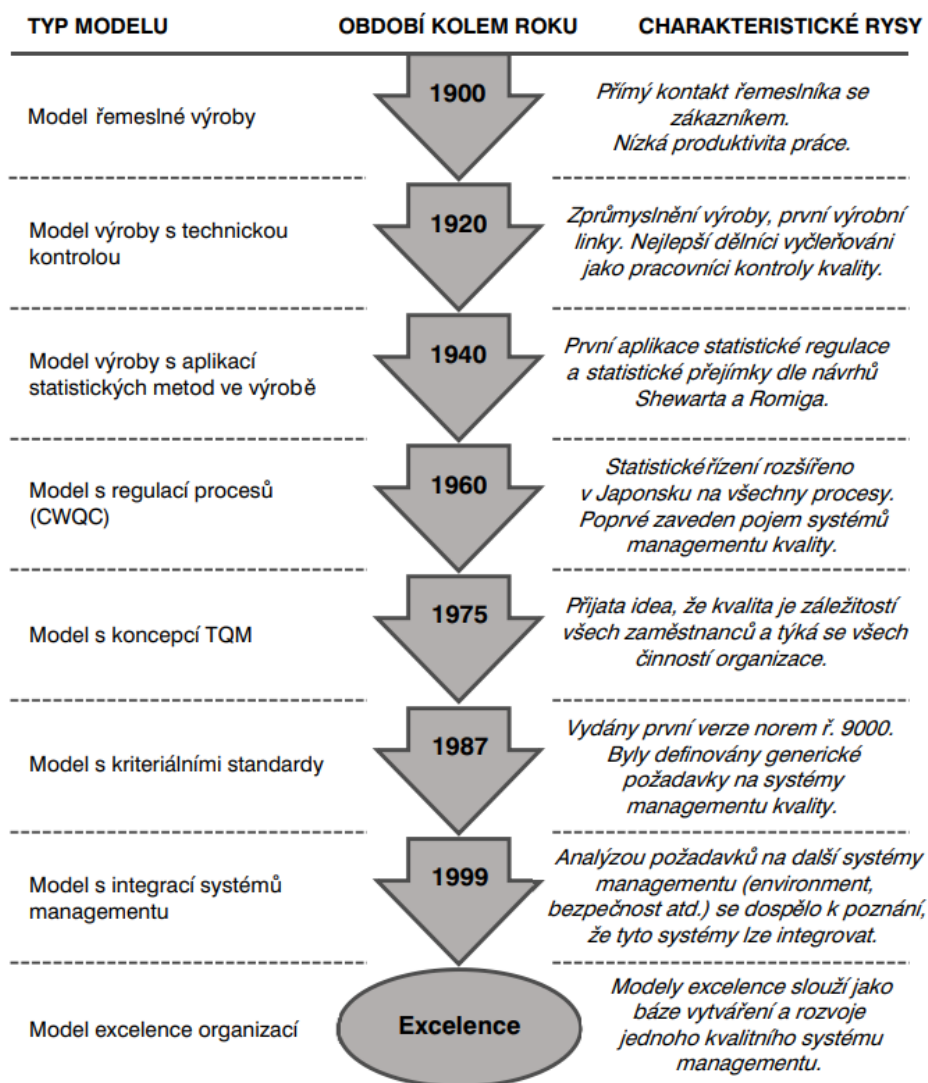 TYP MODELU OBDOBÍ KOLEM ROKU CHARAKTERISTICKÉ RYSY
Model řemeslné výroby
1900
Přímý kontakt řemeslníka se
zákazníkem.
Nízká produktivita práce.
Model výroby s technickou
kontrolou
1920
Zprůmyslnění výroby, první výrobní
linky. Nejlepší dělníci vyčleňováni
jako pracovníci kontroly kvality.
Model výroby s aplikací
statistických metod ve výrobě
1940
První aplikace statistické regulace
a statistické přejímky dle návrhů
Shewarta a Romiga.
Model s regulací procesů
(CWQC)
1960
Statistickéřízení rozšířeno
v Japonsku na všechny procesy.
Poprvé zaveden pojem systémů
managementu kvality.
Model s koncepcí TQM
1975
Přijata idea, že kvalita je záležitostí
všech zaměstnanců a týká se všech
činností organizace.
Model s kriteriálními standardy
1987
Vydány první verze norem ř. 9000.
Byly definovány generické
požadavky na systémy
managementu kvality.
Model s integrací systémů
managementu
1999
Analýzou požadavků na další systémy
management (environment,
bezpečnost atd.) se dospělo k poznání,
že tyto systémy lze integrovat.
Model excelence organizací
Excelence
Modely excelence slouží jako
báze vytváření a rozvoje
jednoho kvalitního systému
managementu.